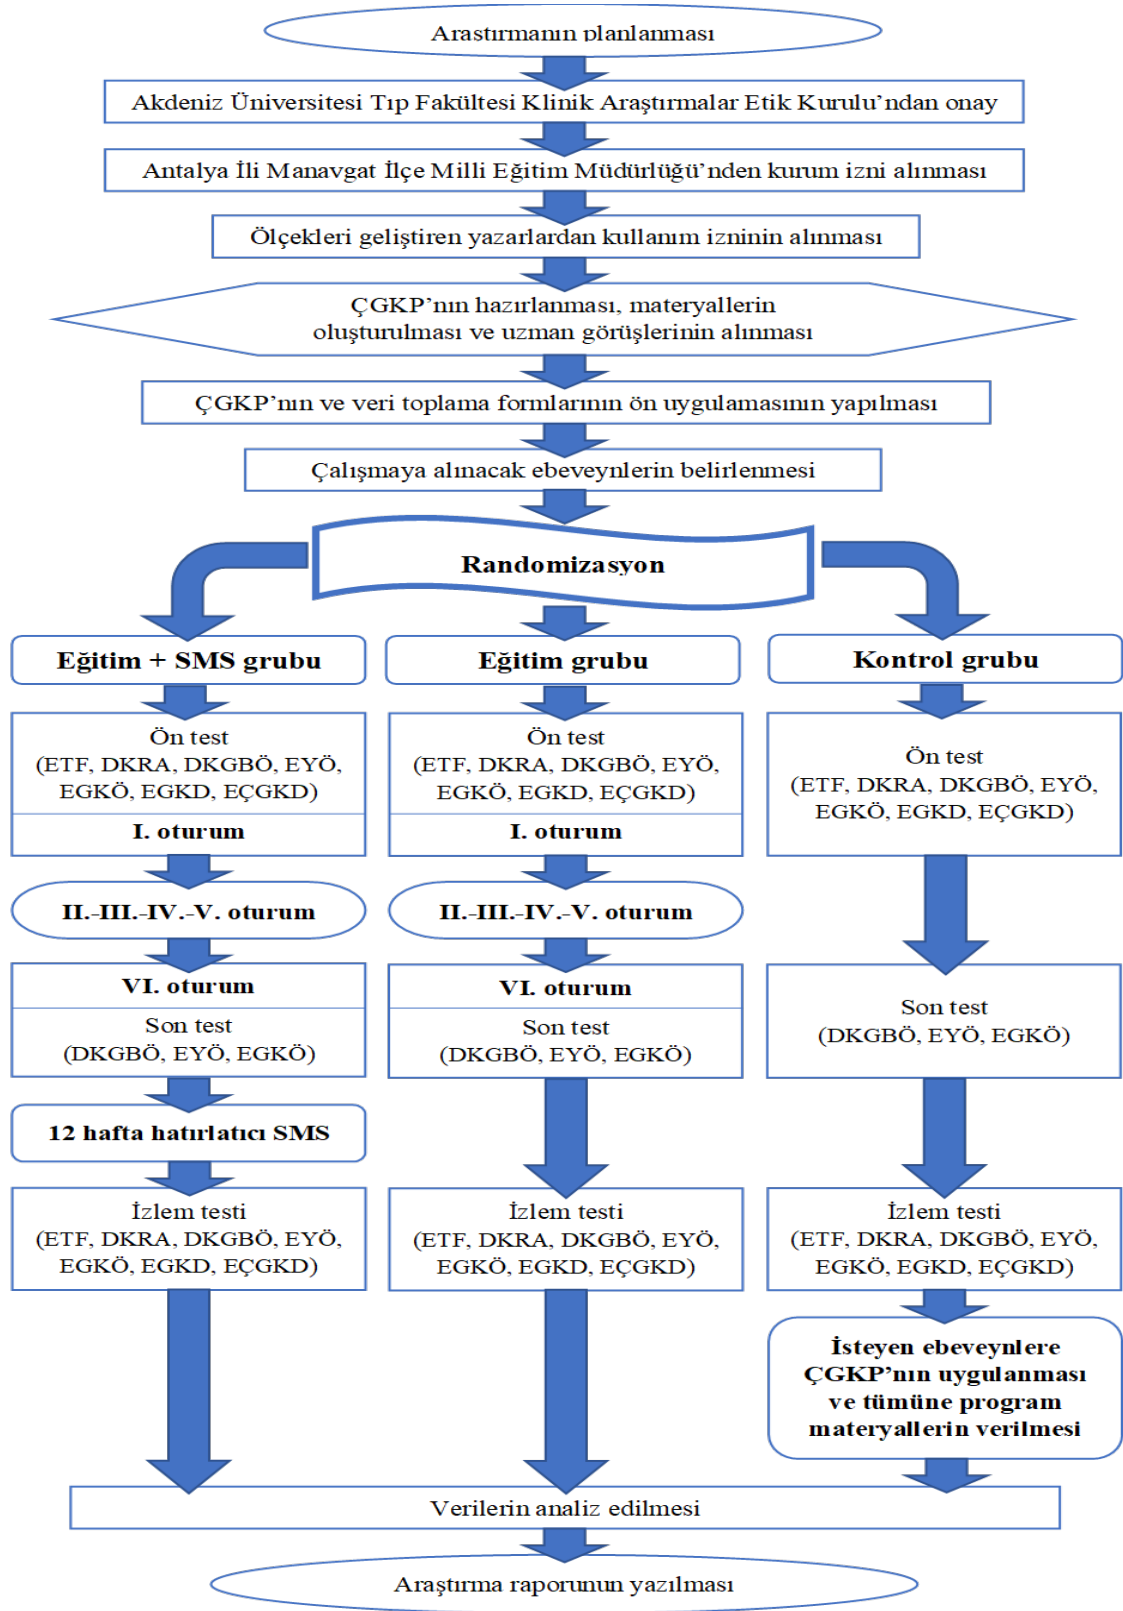 Araştırmanın planlanması
Akdeniz Üniversitesi Tıp Fakültesi Klinik Araştırmalar Etik Kurulu’ndan onay
Antalya İli Manavgat İlçe Milli Eğitim Müdürlüğü’nden kurum izni alınması
Ölçekleri geliştiren yazarlardan kullanım izninin alınması
ÇGKP’nın hazırlanması, materyallerin
oluşturulması ve uzman görüşlerinin alınması
ÇGKP’nın ve veri toplama formlarının ön uygulamasının yapılması
Çalışmaya alınacak ebeveynlerin belirlenmesi
Randomizasyon
Eğitim + SMS grubu
Ön test
(ETF, DKRA, DKGBÖ, EYÖ,
EGKÖ, EGKD, EÇGKD)
I. oturum
II.-III.-IV.-V. oturum
VI. oturum
Son test
(DKGBÖ, EYÖ, EGKÖ)
12 hafta hatırlatıcı SMS
İzlem testi
(ETF, DKRA, DKGBÖ, EYÖ,
EGKÖ, EGKD, EÇGKD)
Eğitim grubu
Ön test
(ETF, DKRA, DKGBÖ, EYÖ,
EGKÖ, EGKD, EÇGKD)
I. oturum
II.-III.-IV.-V. oturum
VI. oturum
Son test
(DKGBÖ, EYÖ, EGKÖ)
İzlem testi
(ETF, DKRA, DKGBÖ, EYÖ,
EGKÖ, EGKD, EÇGKD)
Kontrol grubu
Ön test
(ETF, DKRA, DKGBÖ, EYÖ,
EGKÖ, EGKD, EÇGKD)
Son test
(DKGBÖ, EYÖ, EGKÖ)
İzlem testi
(ETF, DKRA, DKGBÖ, EYÖ,
EGKÖ, EGKD, EÇGKD)
İsteyen ebeveynlere
ÇGKP’nın uygulanması
ve tümüne program
materyallerin verilmesi
Verilerin analiz edilmesi
Araştırma raporunun yazılması